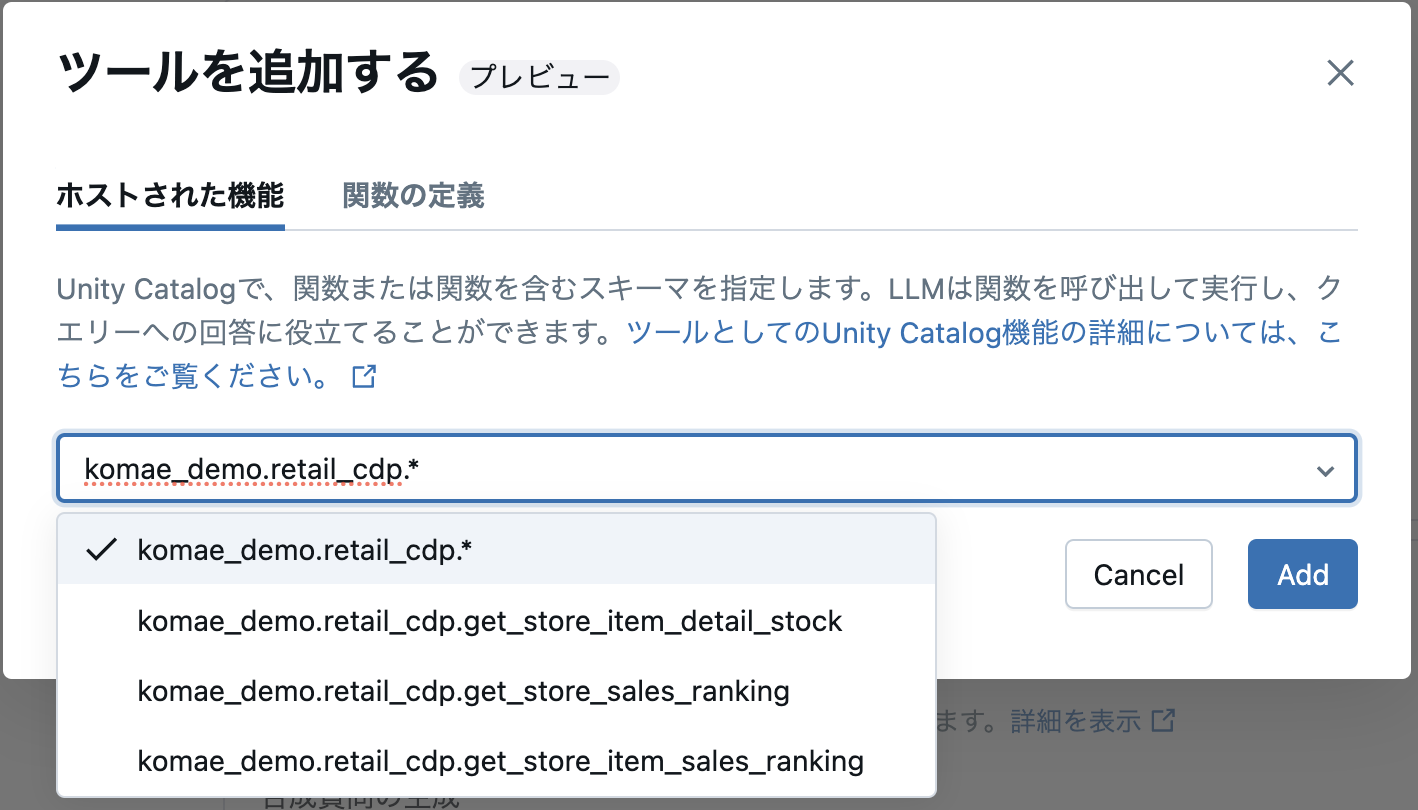 ツールを追加する プレビュー
ホストされた機能 関数の定義
Unity Catalogで、関数または関数を含むスキーマを指定します。LLMは関数を呼び出して実行し、ク
エリーへの回答に役立てることができます。ツールとしてのUnity Catalog機能の詳細については、こ
ちらをご覧ください。
komae_demo.retail_cdp.*
komae_demo.retail_cdp.*
Cancel Add
komae_demo.retail_cdp.get_store_item_detail_stock
komae_demo.retail_cdp.get_store_sales_ranking
ます。詳細を表示
komae_demo.retail_cdp.get_store_item_sales_ranking
合成質問の生成